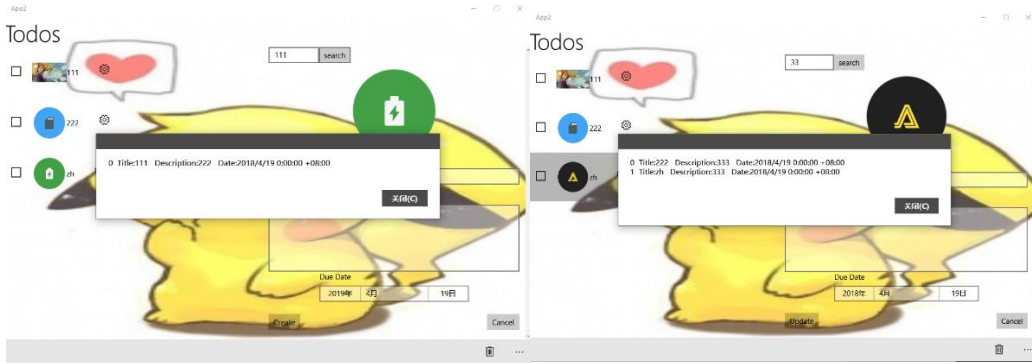 App2
Todos
111
search
111
222
zh
0 Title:111 Description:222 Date:2018/4/19 0:00:00 +08:00
关闭(C)
Due Date
2019年 4月 19日
Create
Cancel
App2
Todos
33
search
111
222
zh
0 Title:222 Description:333 Date:2018/4/19 0:00:00 +08:00
1 Title:zh Description:333 Date:2018/4/19 0:00:00 +08:00
关闭(C)
Due Date
2018年 4月 19日
Update
Cancel